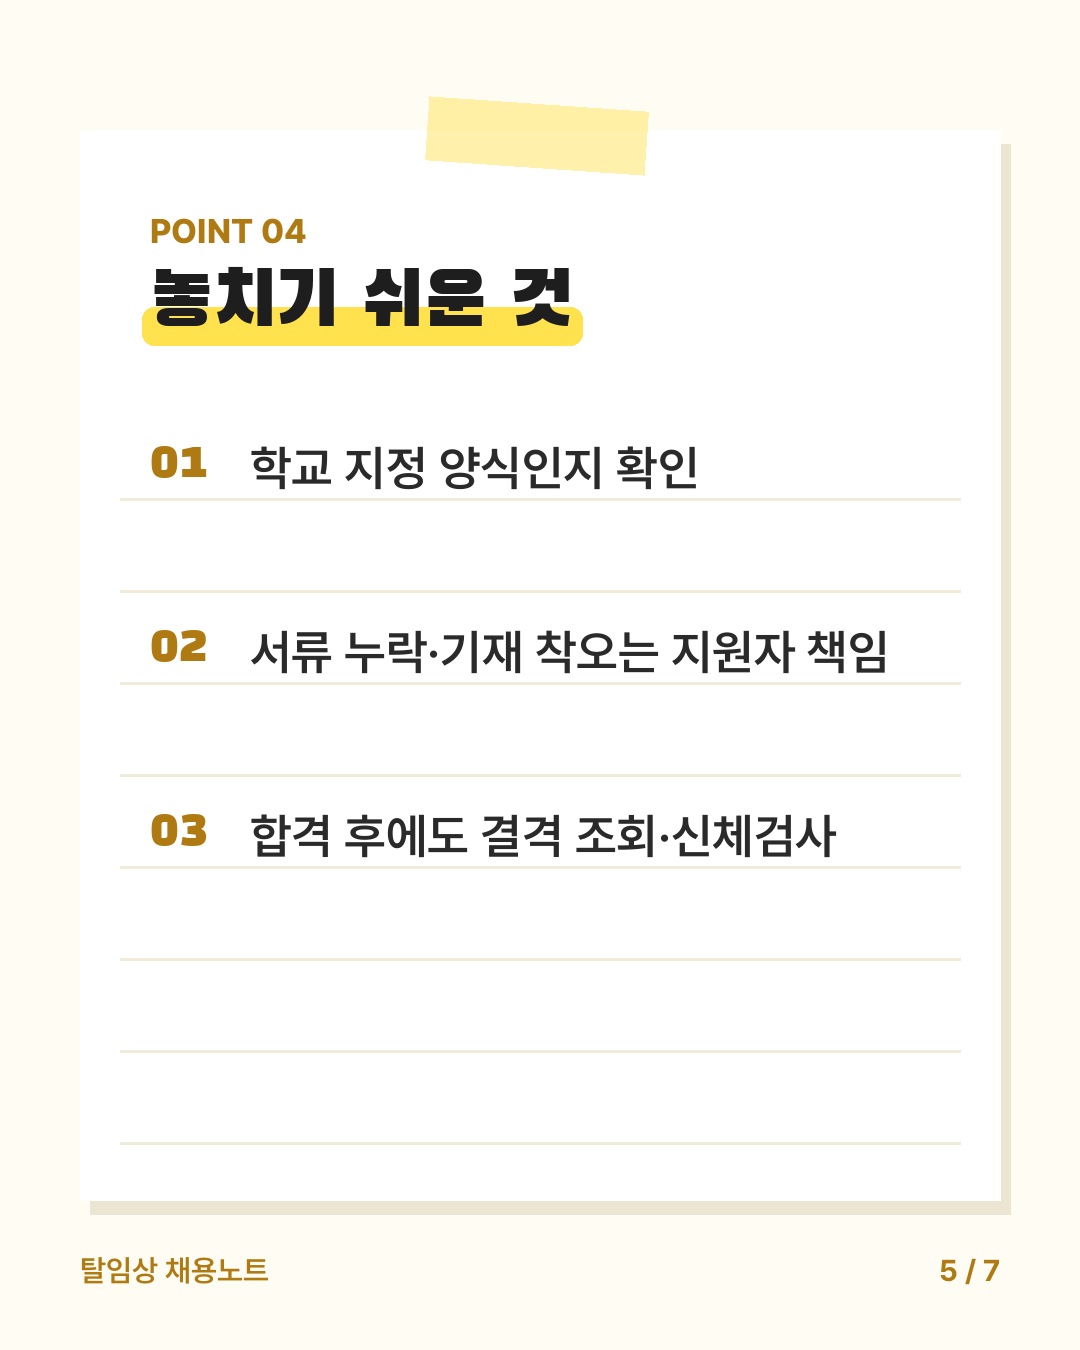 POINT 04
놓치기 쉬운 것
01 학교 지정 양식인지 확인
02 서류 누락·기재 착오는 지원자 책임
03 합격 후에도 결격 조회·신체검사
탈임상 채용노트
5 / 7